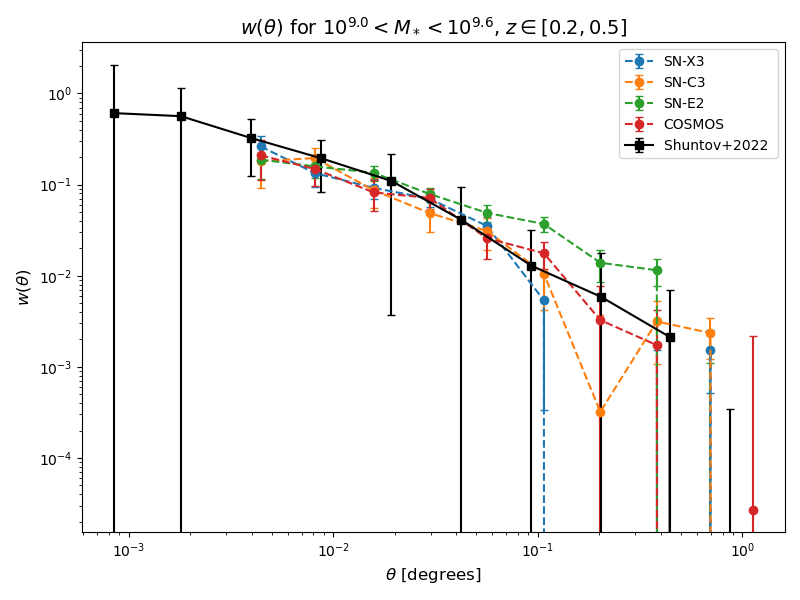 w(θ) for 10^9.0 < M_* < 10^9.6, z ∈ [0.2, 0.5]
SN-X3
SN-C3
SN-E2
COSMOS
Shuntov+2022
w(θ)
10^0
10^−1
10^−2
10^−3
10^−4
10^−3 10^−2 10^−1 10^0
θ [degrees]